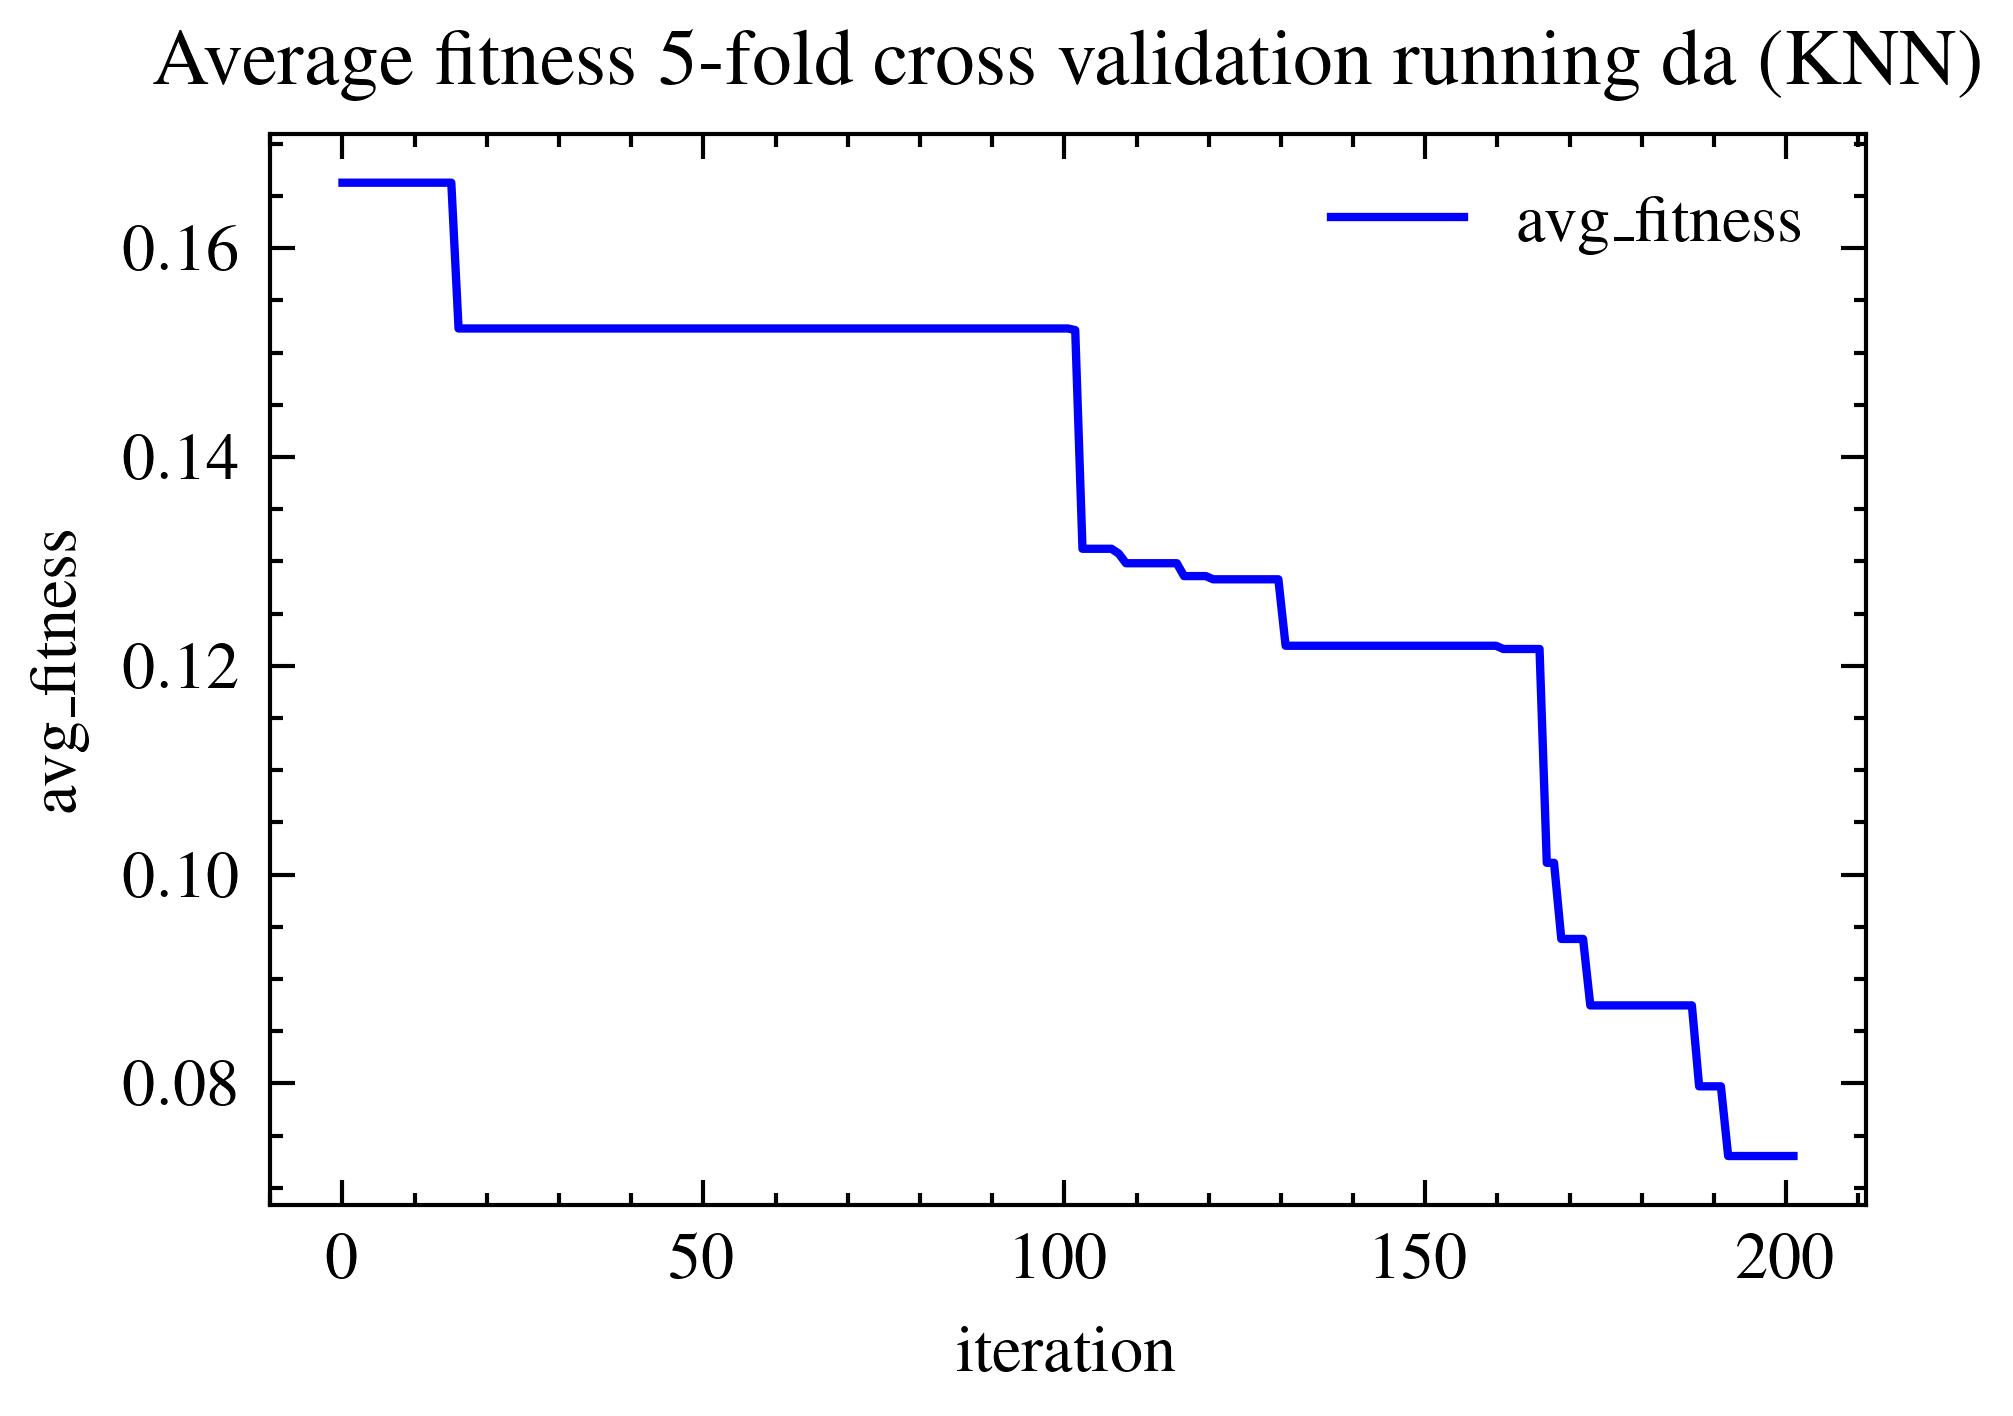 Average fitness 5-fold cross validation running da (KNN)
avg_fitness
0.16
0.14
0.12
0.10
0.08
avg_fitness
0 50 100 150 200
iteration